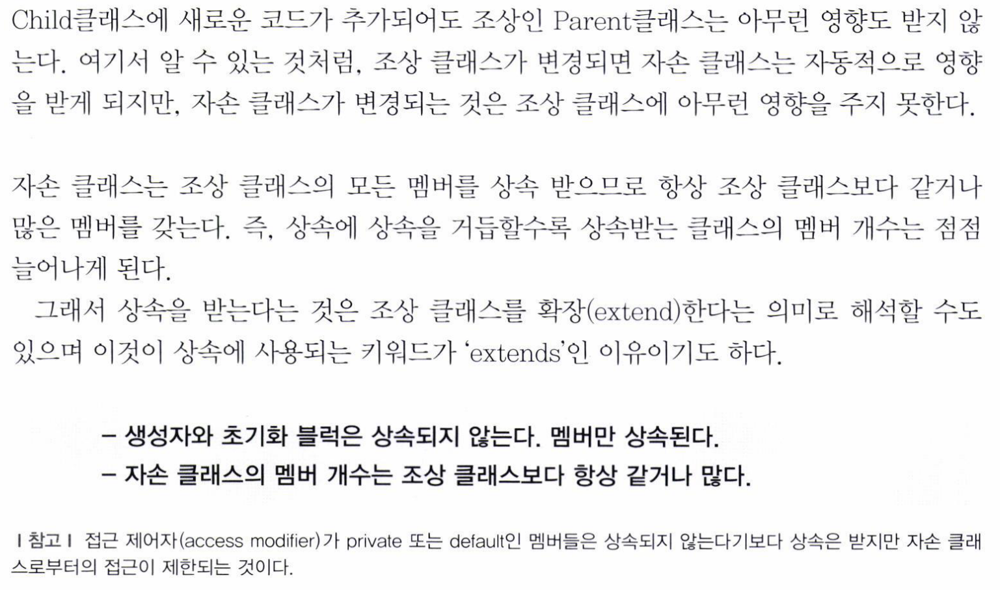 Child클래스에 새로운 코드가 추가되어도 조상인 Parent클래스는 아무런 영향도 받지 않
는다. 여기서 알 수 있는 것처럼, 조상 클래스가 변경되면 자손 클래스는 자동적으로 영향
을 받게 되지만, 자손 클래스가 변경되는 것은 조상 클래스에 아무런 영향을 주지 못한다.
자손 클래스는 조상 클래스의 모든 멤버를 상속 받으므로 항상 조상 클래스보다 같거나
많은 멤버를 갖는다. 즉, 상속에 상속을 거듭할수록 상속받는 클래스의 멤버 개수는 점점
늘어나게 된다.
그래서 상속을 받는다는 것은 조상 클래스를 확장(extend)한다는 의미로 해석할 수도
있으며 이것이 상속에 사용되는 키워드가 ‘extends’인 이유이기도 하다.
– 생성자와 초기화 블럭은 상속되지 않는다. 멤버만 상속된다.
– 자손 클래스의 멤버 개수는 조상 클래스보다 항상 같거나 많다.
| 참고 | 접근 제어자(access modifier)가 private 또는 default인 멤버들은 상속되지 않는다기보다 상속은 받지만 자손 클래
스로부터의 접근이 제한되는 것이다.